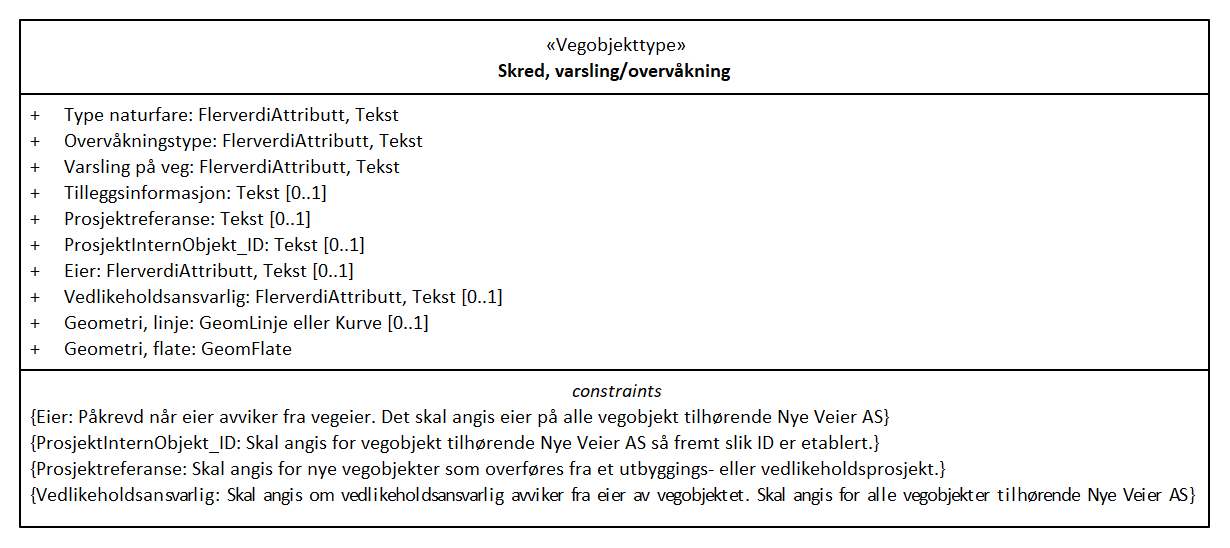 «Vegobjekttype»
Skred, varsling/overvåkning
+ Type naturfare: FlerverdiAttributt, Tekst
+ Overvåkningstype: FlerverdiAttributt, Tekst
+ Varsling på veg: FlerverdiAttributt, Tekst
+ Tilleggsinformasjon: Tekst [0..1]
+ Prosjektreferanse: Tekst [0..1]
+ ProsjektInternObjekt_ID: Tekst [0..1]
+ Eier: FlerverdiAttributt, Tekst [0..1]
+ Vedlikeholdsansvarlig: FlerverdiAttributt, Tekst [0..1]
+ Geometri, linje: GeomLinje eller Kurve [0..1]
+ Geometri, flate: GeomFlate
constraints
{Eier: Påkrevd når eier avviker fra vegeier. Det skal angis eier på alle vegobjekt tilhørende Nye Veier AS}
{ProsjektInternObjekt_ID: Skal angis for vegobjekt tilhørende Nye Veier AS så fremt slik ID er etablert.}
{Prosjektreferanse: Skal angis for nye vegobjekter som overføres fra et utbyggings- eller vedlikeholdsprosjekt.}
{Vedlikeholdsansvarlig: Skal angis om vedlikeholdsansvarlig avviker fra eier av vegobjektet. Skal angis for alle vegobjekter tilhørende Nye Veier AS}